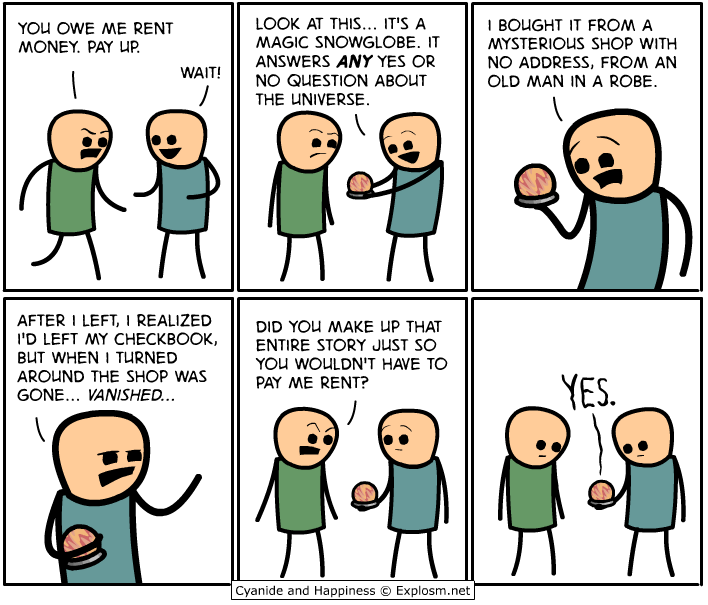 YOU OWE ME RENT
MONEY. PAY UP.
WAIT!
LOOK AT THIS... IT'S A
MAGIC SNOWGLOBE. IT
ANSWERS ANY YES OR
NO QUESTION ABOUT
THE UNIVERSE.
I BOUGHT IT FROM A
MYSTERIOUS SHOP WITH
NO ADDRESS, FROM AN
OLD MAN IN A ROBE.
AFTER I LEFT, I REALIZED
I'D LEFT MY CHECKBOOK,
BUT WHEN I TURNED
AROUND THE SHOP WAS
GONE... VANISHED...
DID YOU MAKE UP THAT
ENTIRE STORY JUST SO
YOU WOULDN'T HAVE TO
PAY ME RENT?
YES.
Cyanide and Happiness © Explosm.net